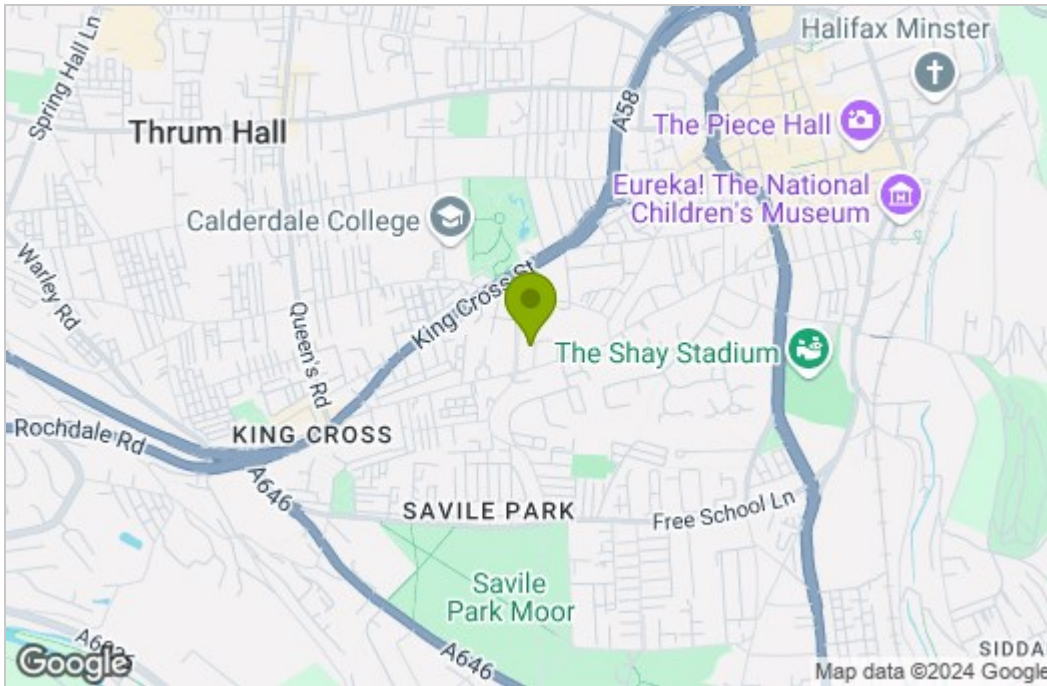 Spring Hall Ln
Halifax Minster
A58
Thrum Hall
The Piece Hall
Eureka! The National
Children's Museum
Calderdale College
Warley Rd
King Cross St
Queen's Rd
The Shay Stadium
Rochdale Rd
KING CROSS
A646
SAVILE PARK
Free School Ln
Savile
Park Moor
A646
SIDDA
Google
Map data ©2024 Google